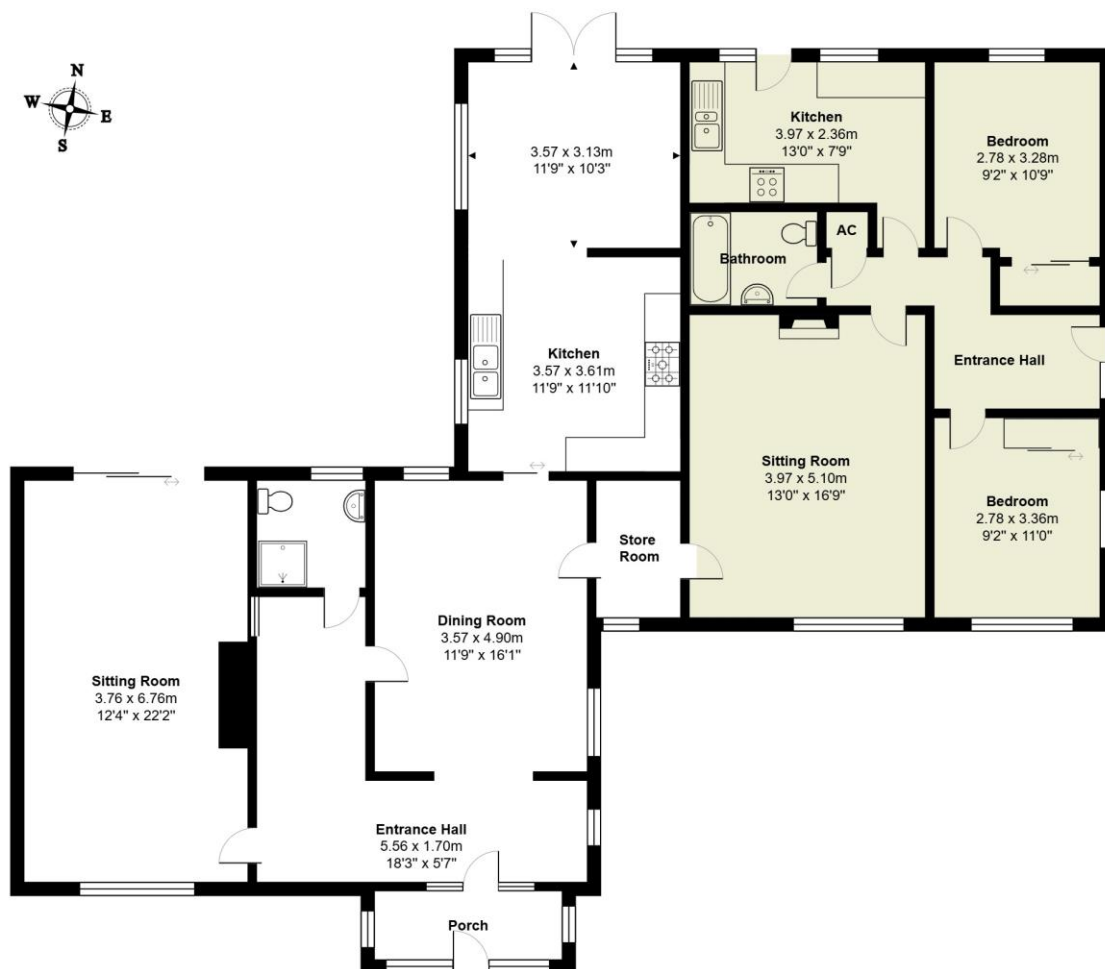 N
W
E
S
3.57 x 3.13m
11'9" x 10'3"
Kitchen
3.97 x 2.36m
13'0" x 7'9"
Bedroom
2.78 x 3.28m
9'2" x 10'9"
AC
Bathroom
Kitchen
3.57 x 3.61m
11'9" x 11'10"
Entrance Hall
Sitting Room
3.97 x 5.10m
13'0" x 16'9"
Bedroom
2.78 x 3.36m
9'2" x 11'0"
Store
Room
Dining Room
3.57 x 4.90m
11'9" x 16'1"
Sitting Room
3.76 x 6.76m
12'4" x 22'2"
Entrance Hall
5.56 x 1.70m
18'3" x 5'7"
Porch